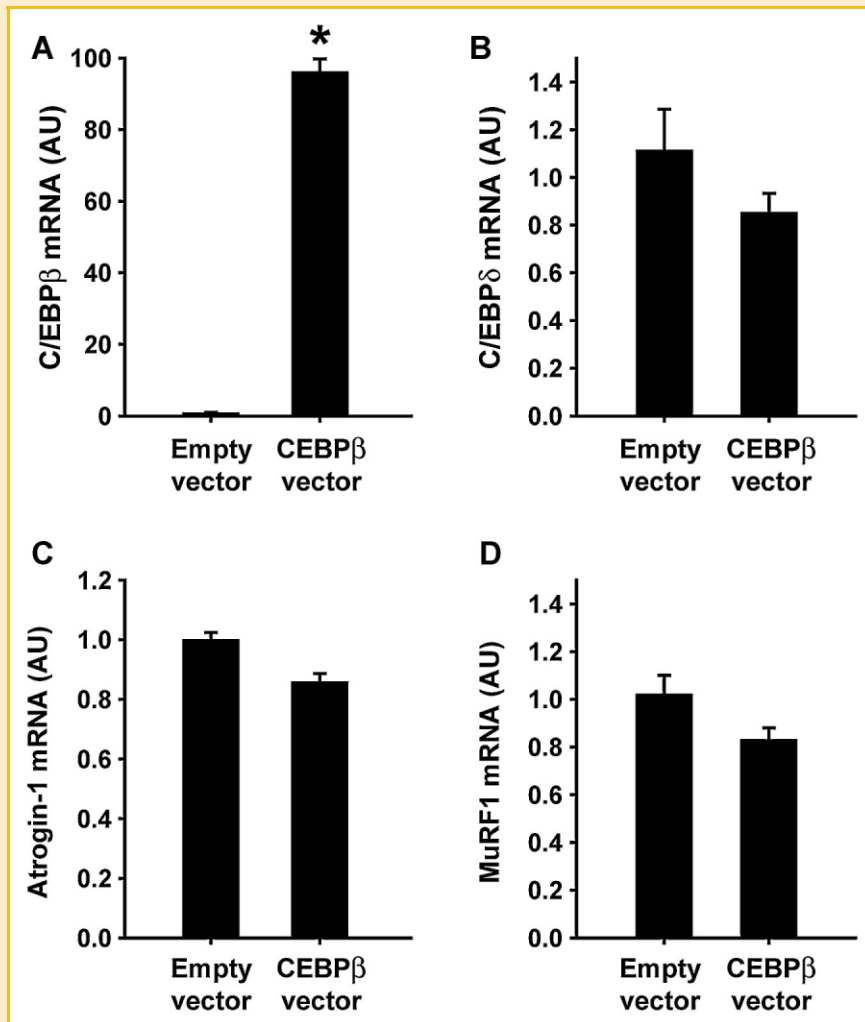 A
*
C/EBPβ mRNA (AU)
100
80
60
40
20
0
Empty vector
CEBPβ vector
B
C/EBPδ mRNA (AU)
1.4
1.2
1.0
0.8
0.6
0.4
0.2
0.0
Empty vector
CEBPβ vector
C
Atrogin-1 mRNA (AU)
1.2
1.0
0.8
0.6
0.4
0.2
0.0
Empty vector
CEBPβ vector
D
MuRF1 mRNA (AU)
1.4
1.2
1.0
0.8
0.6
0.4
0.2
0.0
Empty vector
CEBPβ vector